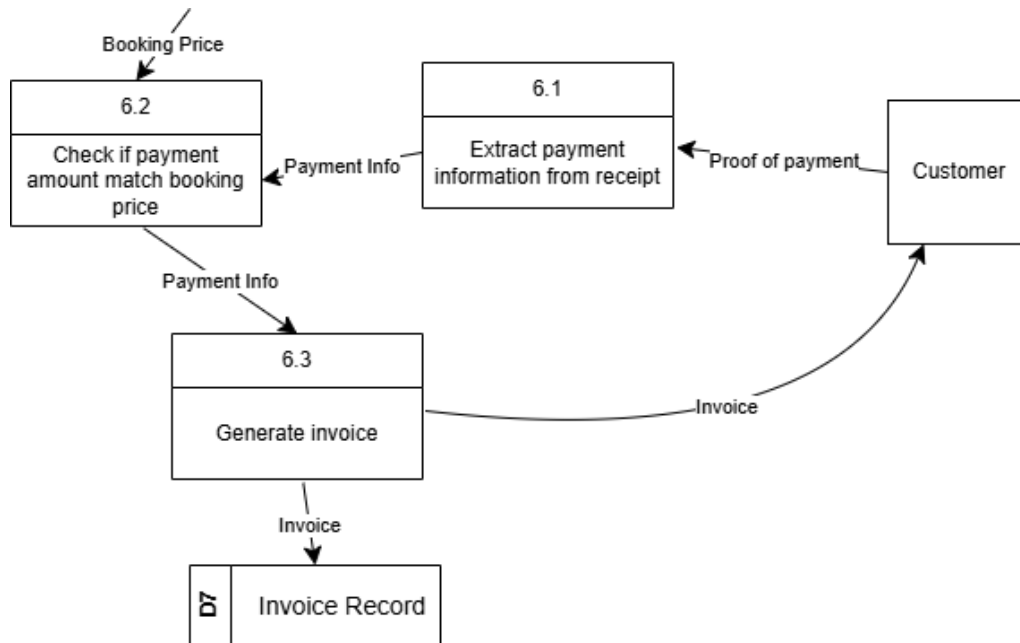 Booking Price
6.2
Check if payment
amount match booking
price
Payment Info
6.1
Extract payment
information from receipt
Proof of payment
Customer
Payment Info
6.3
Generate invoice
Invoice
Invoice
D7
Invoice Record